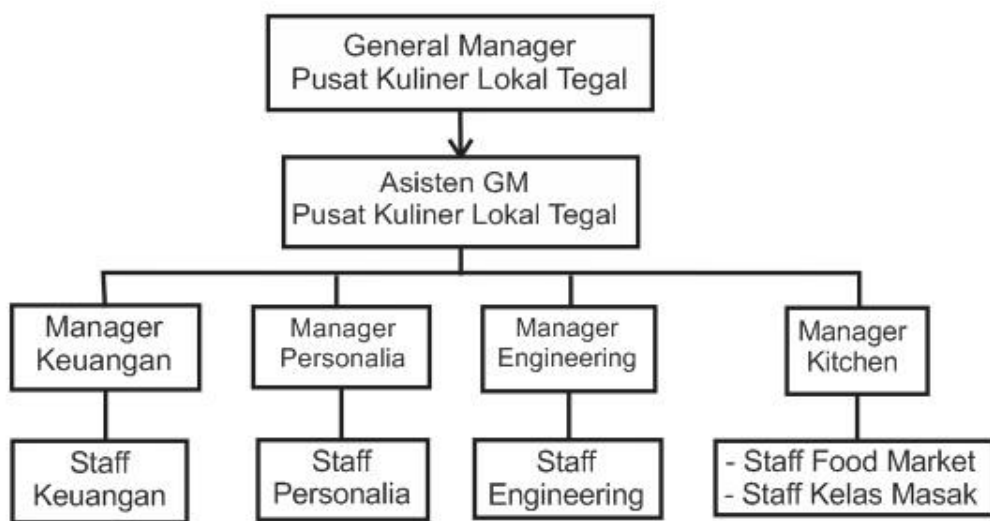 General Manager
Pusat Kuliner Lokal Tegal
Asisten GM
Pusat Kuliner Lokal Tegal
Manager
Keuangan
Manager
Personalia
Manager
Engineering
Manager
Kitchen
Staff
Keuangan
Staff
Personalia
Staff
Engineering
- Staff Food Market
- Staff Kelas Masak